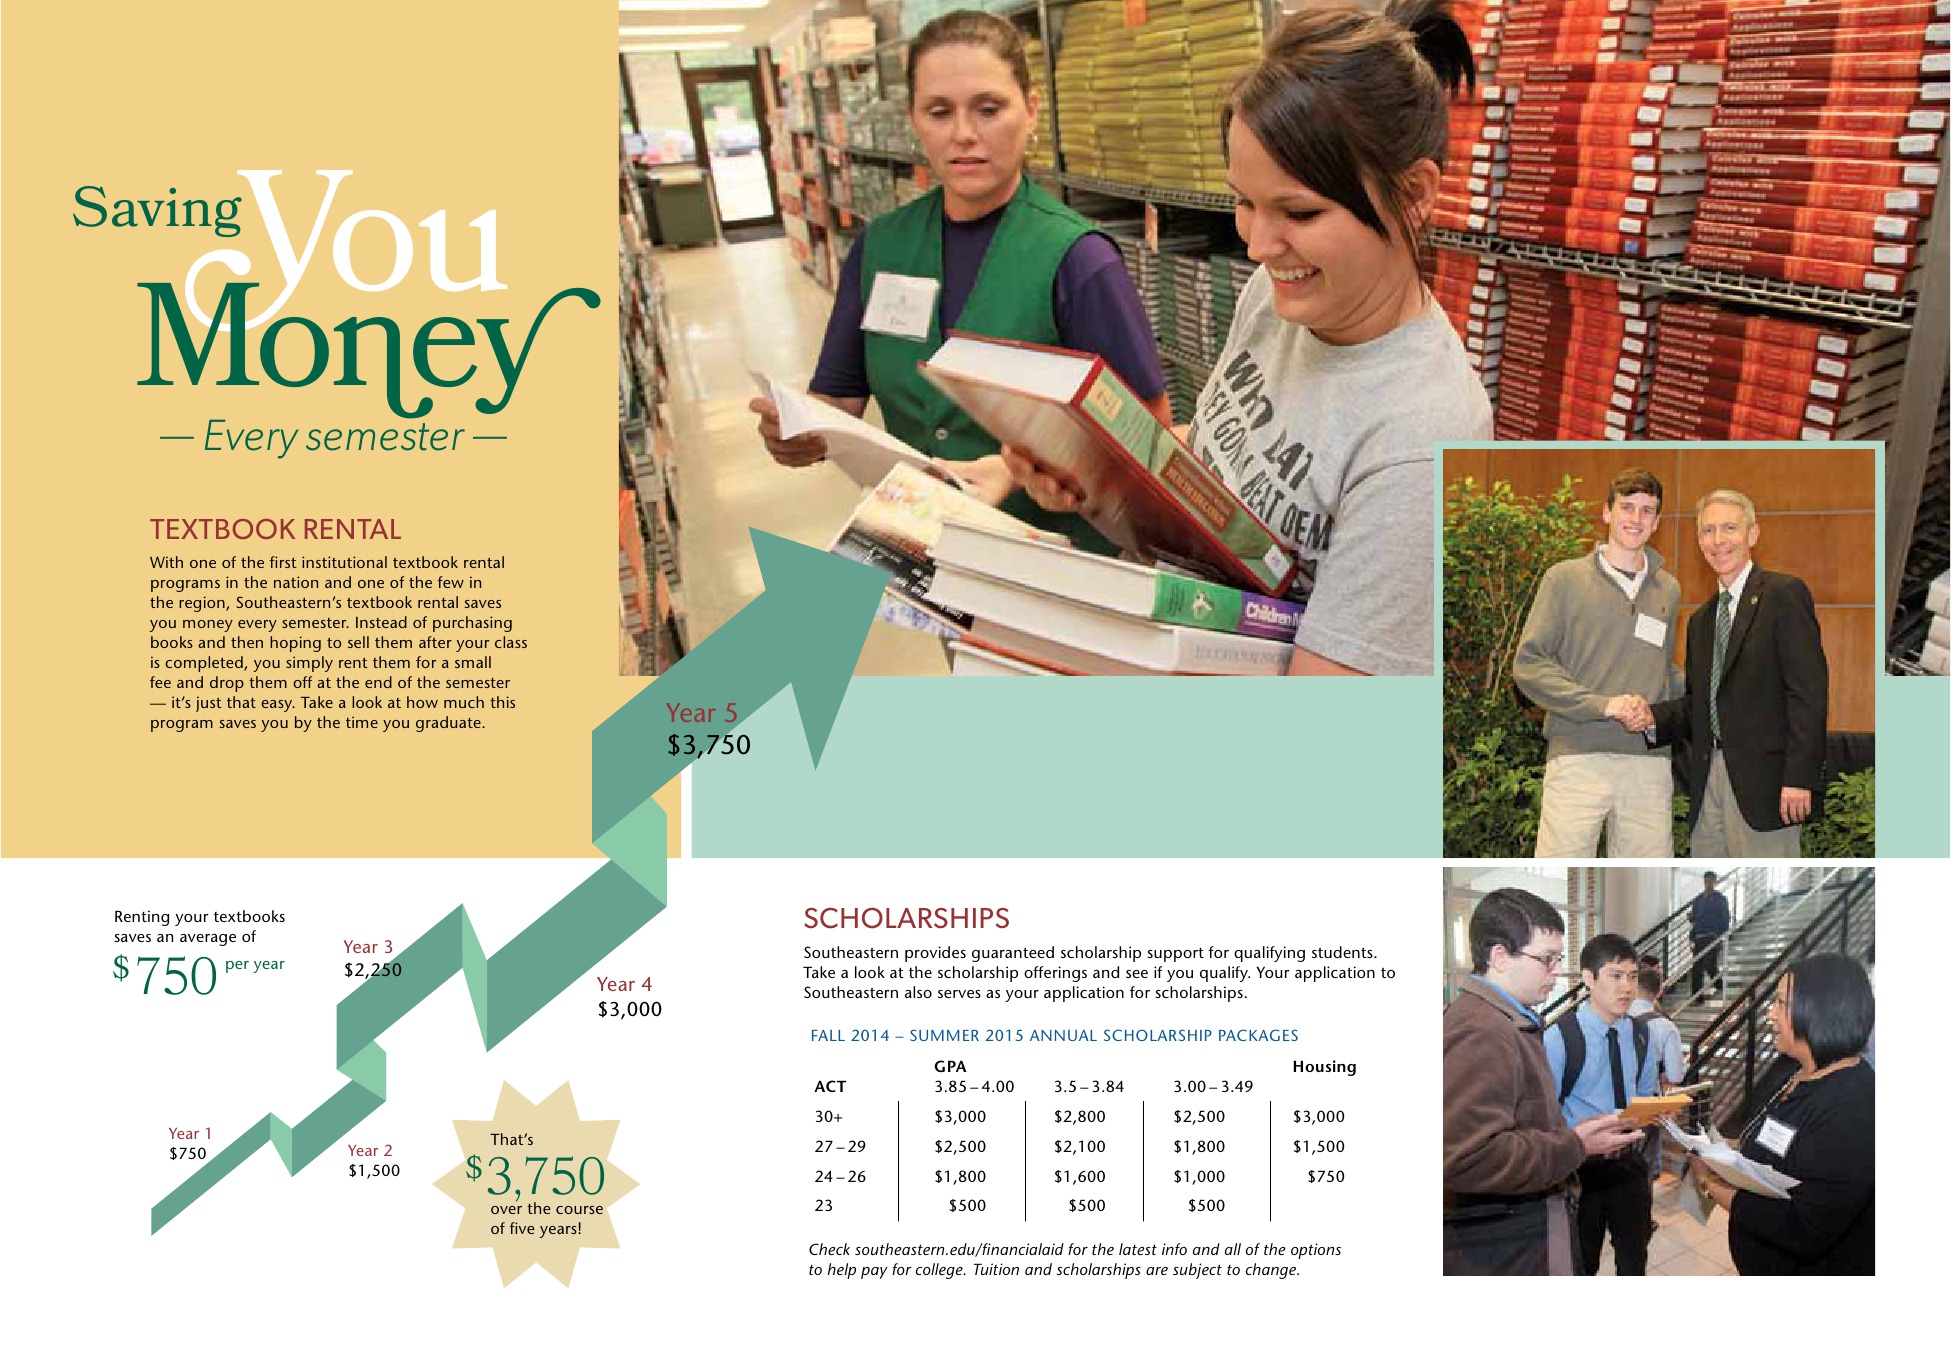 Saving You
Money
— Every semester —
TEXTBOOK RENTAL
With one of the first institutional textbook rental
programs in the nation and one of the few in
the region, Southeastern’s textbook rental saves
you money every semester. Instead of purchasing
books and then hoping to sell them after your class
is completed, you simply rent them for a small
fee and drop them off at the end of the semester
— it’s just that easy. Take a look at how much this
program saves you by the time you graduate.
Year 5
$3,750
Renting your textbooks
saves an average of
$750 per year
Year 3
$2,250
Year 4
$3,000
Year 1
$750
Year 2
$1,500
That’s
$3,750
over the course
of five years!
SCHOLARSHIPS
Southeastern provides guaranteed scholarship support for qualifying students.
Take a look at the scholarship offerings and see if you qualify. Your application to
Southeastern also serves as your application for scholarships.
FALL 2014 – SUMMER 2015 ANNUAL SCHOLARSHIP PACKAGES
GPA Housing
ACT 3.85 – 4.00 3.5 – 3.84 3.00 – 3.49
30+ $3,000 $2,800 $2,500 $3,000
27 – 29 $2,500 $2,100 $1,800 $1,500
24 – 26 $1,800 $1,600 $1,000 $750
23 $500 $500 $500
Check southeastern.edu/financialaid for the latest info and all of the options
to help pay for college. Tuition and scholarships are subject to change.
WHO DAT
GONNA BEAT DEM
Children